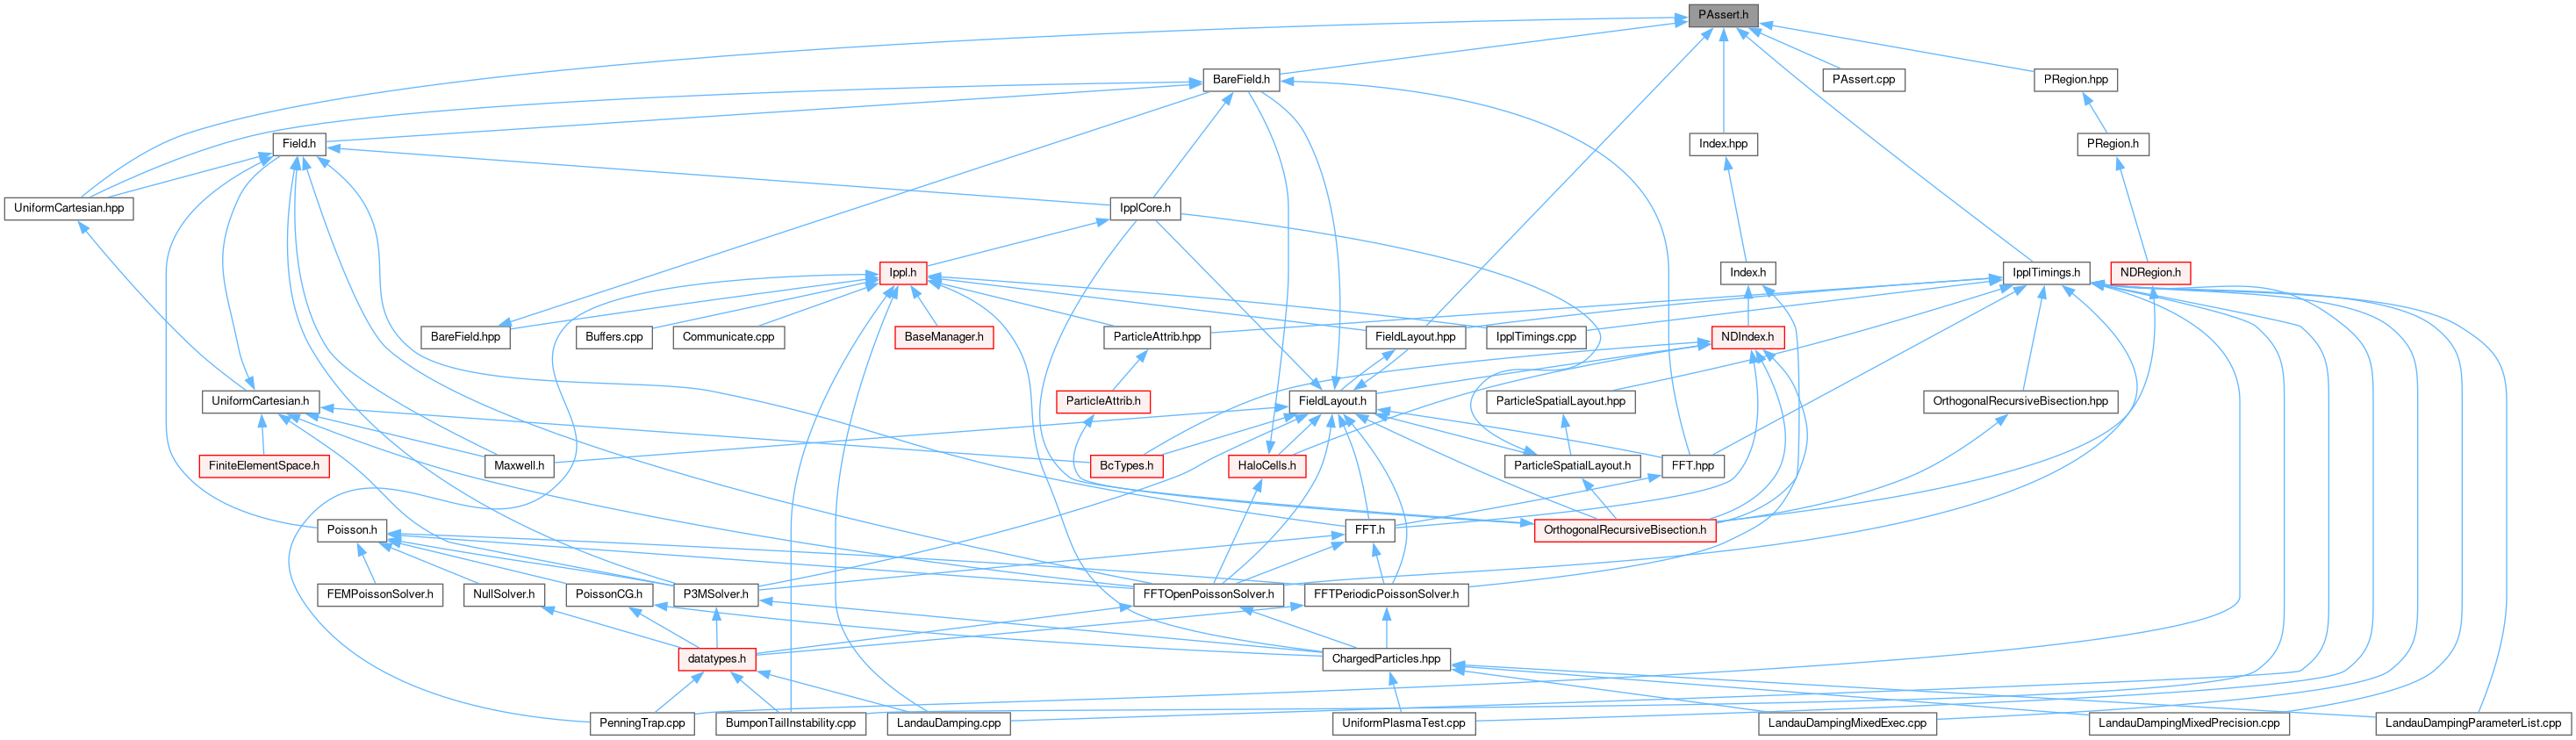 PAssert.h
BareField.h
PAssert.cpp
PRegion.hpp
Field.h
Index.hpp
PRegion.h
UniformCartesian.hpp
IpplCore.h
Ippl.h
Index.h
IpplTimings.h
NDRegion.h
BareField.hpp
Buffers.cpp
Communicate.cpp
BaseManager.h
ParticleAttrib.hpp
FieldLayout.hpp
IpplTimings.cpp
NDIndex.h
UniformCartesian.h
ParticleAttrib.h
FieldLayout.h
ParticleSpatialLayout.hpp
OrthogonalRecursiveBisection.hpp
FiniteElementSpace.h
Maxwell.h
BcTypes.h
HaloCells.h
ParticleSpatialLayout.h
FFT.hpp
Poisson.h
FFT.h
OrthogonalRecursiveBisection.h
FEMPoissonSolver.h
NullSolver.h
PoissonCG.h
P3MSolver.h
FFTOpenPoissonSolver.h
FFTPeriodicPoissonSolver.h
datatypes.h
ChargedParticles.hpp
PenningTrap.cpp
BumponTailInstability.cpp
LandauDamping.cpp
UniformPlasmaTest.cpp
LandauDampingMixedExec.cpp
LandauDampingMixedPrecision.cpp
LandauDampingParameterList.cpp